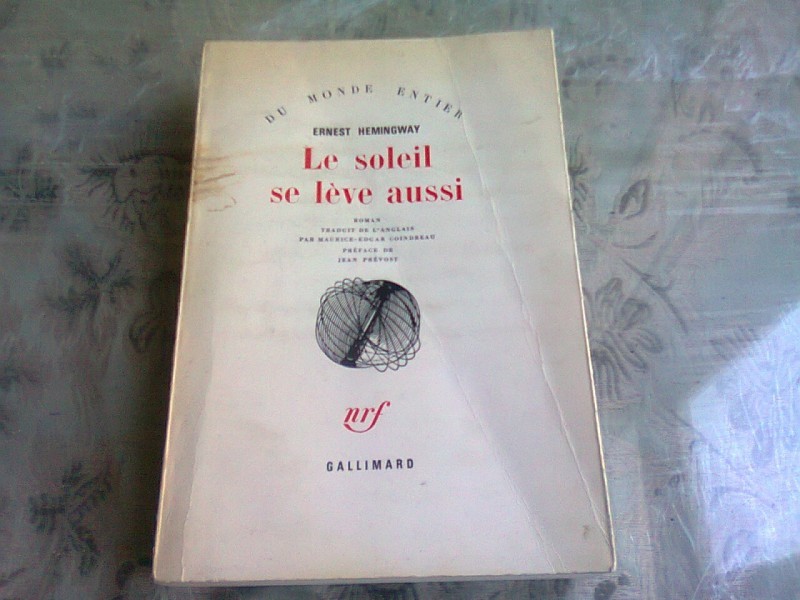 DU MONDE ENTIER
ERNEST HEMINGWAY
Le soleil
se lève aussi
ROMAN
TRADUIT DE L'ANGLAIS
PAR MAURICE-EDGAR COINDREAU
PRÉFACE DE
JEAN PRÉVOST
nrf
GALLIMARD